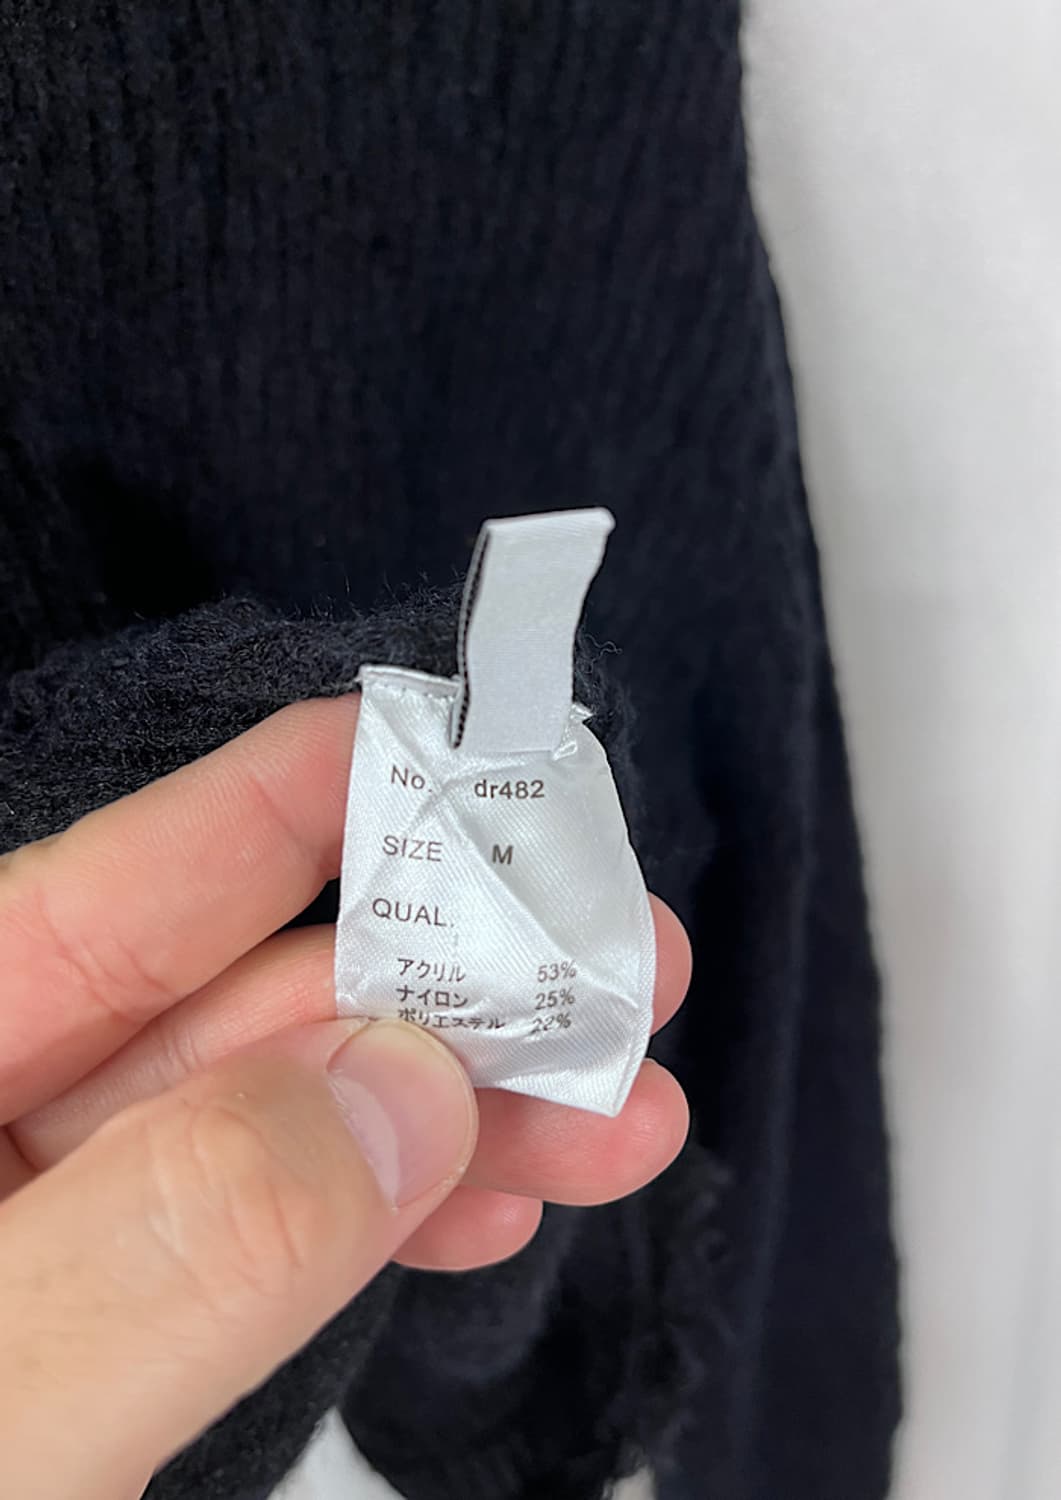 No. dr482
SIZE M
QUAL.
アクリル 53%
ナイロン 25%
ポリエステル 22%